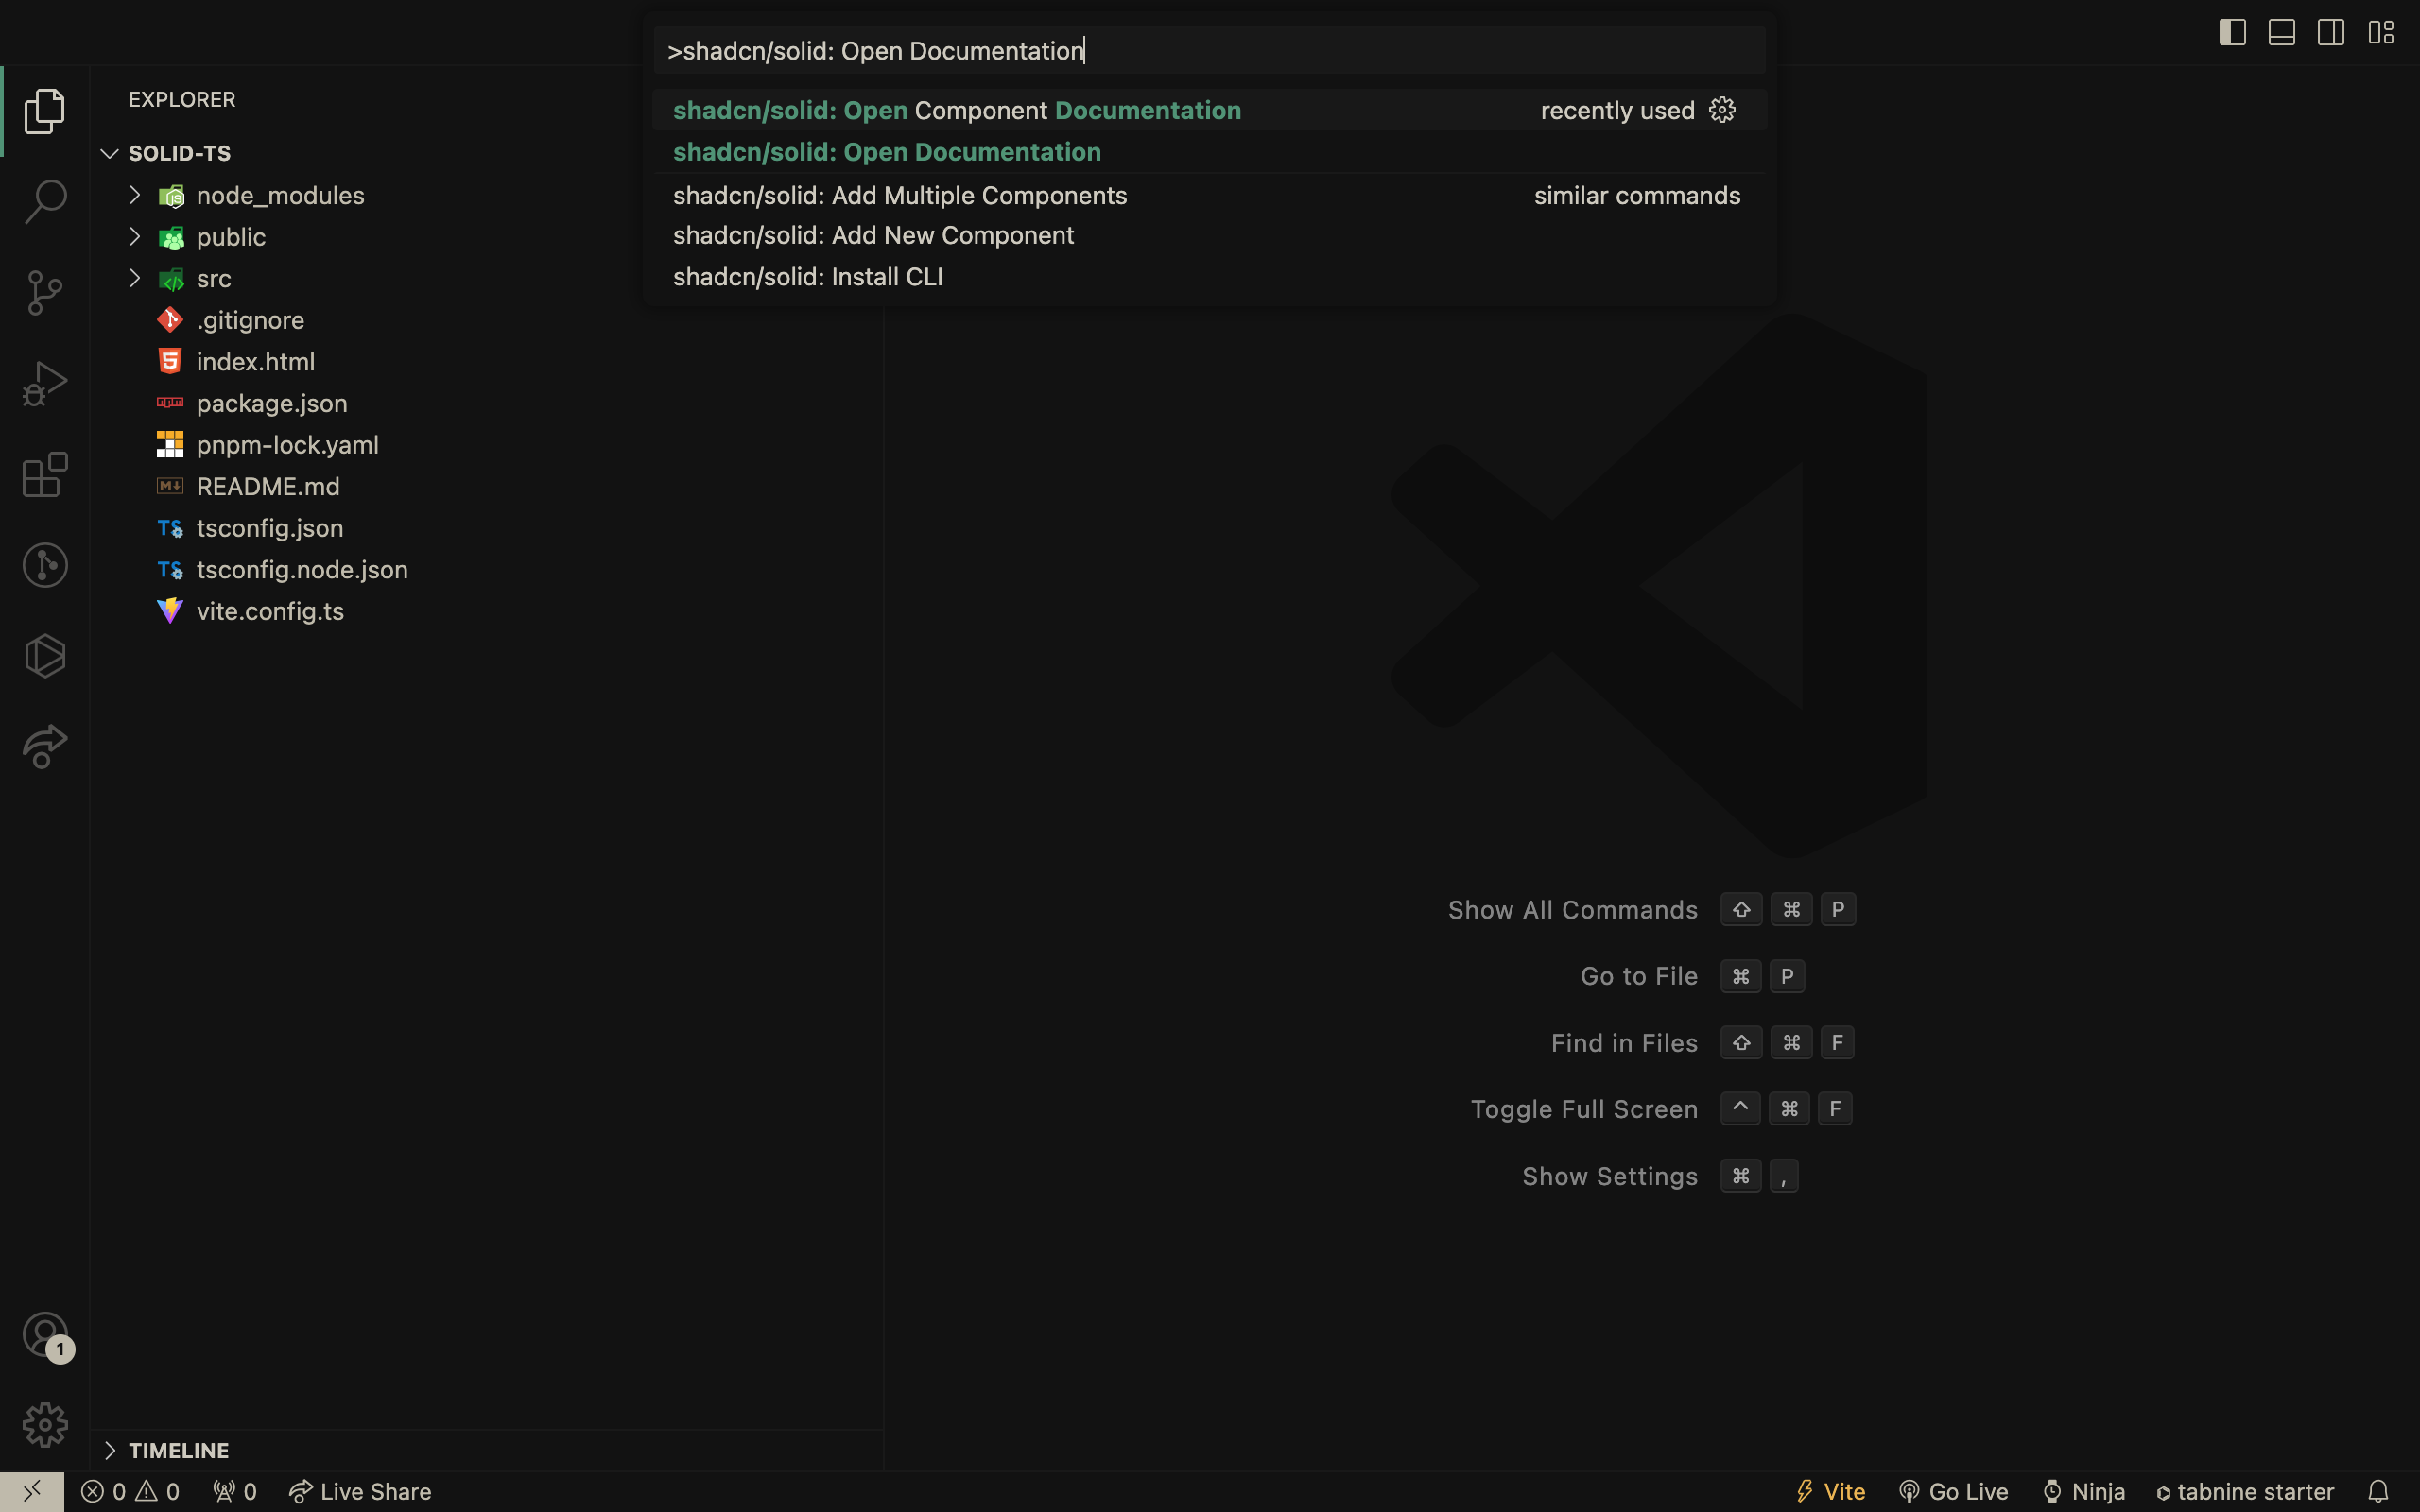 >shadcn/solid: Open Documentation
shadcn/solid: Open Component Documentation recently used
shadcn/solid: Open Documentation
shadcn/solid: Add Multiple Components similar commands
shadcn/solid: Add New Component
shadcn/solid: Install CLI
EXPLORER
SOLID-TS
node_modules
public
src
.gitignore
index.html
package.json
pnpm-lock.yaml
README.md
tsconfig.json
tsconfig.node.json
vite.config.ts
Show All Commands ⇧ ⌘ P
Go to File ⌘ P
Find in Files ⇧ ⌘ F
Toggle Full Screen ^ ⌘ F
Show Settings ⌘ ,
1
TIMELINE
0 0 0 Live Share Vite Go Live Ninja tabnine starter